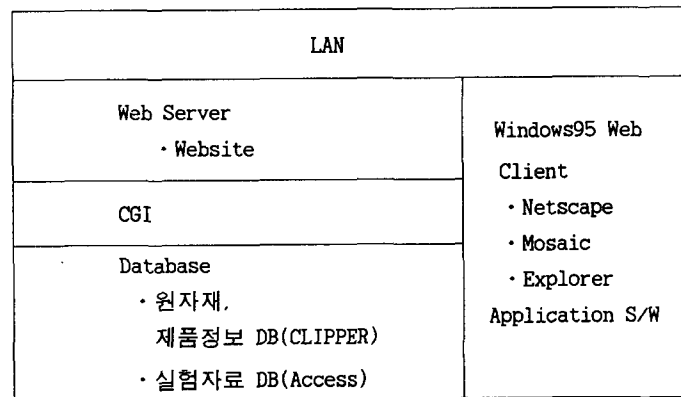 LAN
Web Server
· Website
CGI
Database
· 원자재,
제품정보 DB(CLIPPER)
· 실험자료 DB(Access)
Windows95 Web
Client
· Netscape
· Mosaic
· Explorer
Application S/W